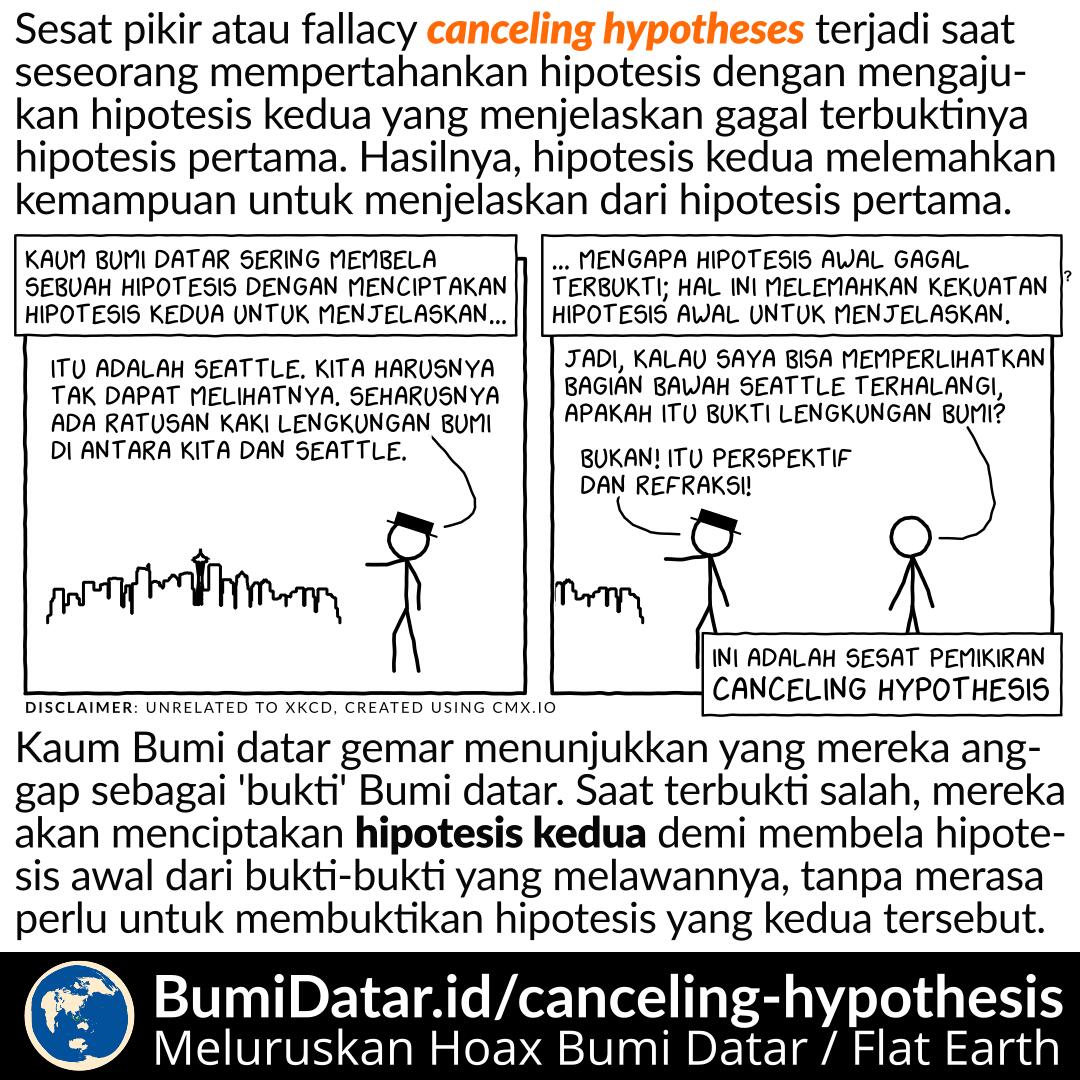 Sesat pikir atau fallacy canceling hypotheses terjadi saat
seseorang mempertahankan hipotesis dengan mengaju-
kan hipotesis kedua yang menjelaskan gagal terbuktinya
hipotesis pertama. Hasilnya, hipotesis kedua melemahkan
kemampuan untuk menjelaskan dari hipotesis pertama.
KAUM BUMI DATAR SERING MEMBELA
SEBUAH HIPOTESIS DENGAN MENCIPTAKAN
HIPOTESIS KEDUA UNTUK MENJELASKAN...
ITU ADALAH SEATTLE. KITA HARUSNYA
TAK DAPAT MELIHATNYA. SEHARUSNYA
ADA RATUSAN KAKI LENGKUNGAN BUMI
DI ANTARA KITA DAN SEATTLE.
... MENGAPA HIPOTESIS AWAL GAGAL
TERBUKTI; HAL INI MELEMAHKAN KEKUATAN
HIPOTESIS AWAL UNTUK MENJELASKAN.
?
JADI, KALAU SAYA BISA MEMPERLIHATKAN
BAGIAN BAWAH SEATTLE TERHALANGI,
APAKAH ITU BUKTI LENGKUNGAN BUMI?
BUKAN! ITU PERSPEKTIF
DAN REFRAKSI!
INI ADALAH SESAT PEMIKIRAN
CANCELING HYPOTHESIS
DISCLAIMER: UNRELATED TO XKCD, CREATED USING CMX.IO
Kaum Bumi datar gemar menunjukkan yang mereka ang-
gap sebagai 'bukti' Bumi datar. Saat terbukti salah, mereka
akan menciptakan hipotesis kedua demi membela hipote-
sis awal dari bukti-bukti yang melawannya, tanpa merasa
perlu untuk membuktikan hipotesis yang kedua tersebut.
BumiDatar.id/canceling-hypothesis
Meluruskan Hoax Bumi Datar / Flat Earth